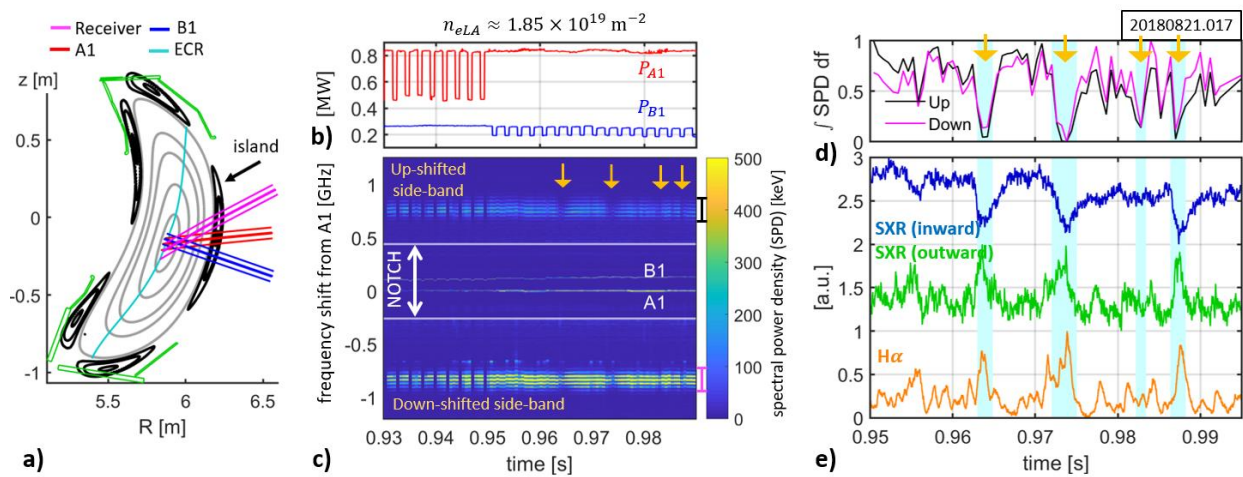 a)
Receiver
B1
A1
ECR
z [m]
island
0.5
0
-0.5
-1
5.5
6
6.5
R [m]
n_eLA ≈ 1.85 × 10^19 m^-2
b)
[MW]
0.8
0.6
0.4
0.2
P_A1
P_B1
c)
frequency shift from A1 [GHz]
1
0.5
0
-0.5
-1
Up-shifted
side-band
NOTCH
B1
A1
Down-shifted side-band
0.93
0.94
0.95
0.96
0.97
0.98
time [s]
500
400
300
200
100
0
spectral power density (SPD) [keV]
20180821.017
d)
∫ SPD df
1
0.5
0
Up
Down
e)
[a.u.]
3
2.5
2
1.5
1
0.5
0
SXR (inward)
SXR (outward)
Hα
0.95
0.96
0.97
0.98
0.99
time [s]